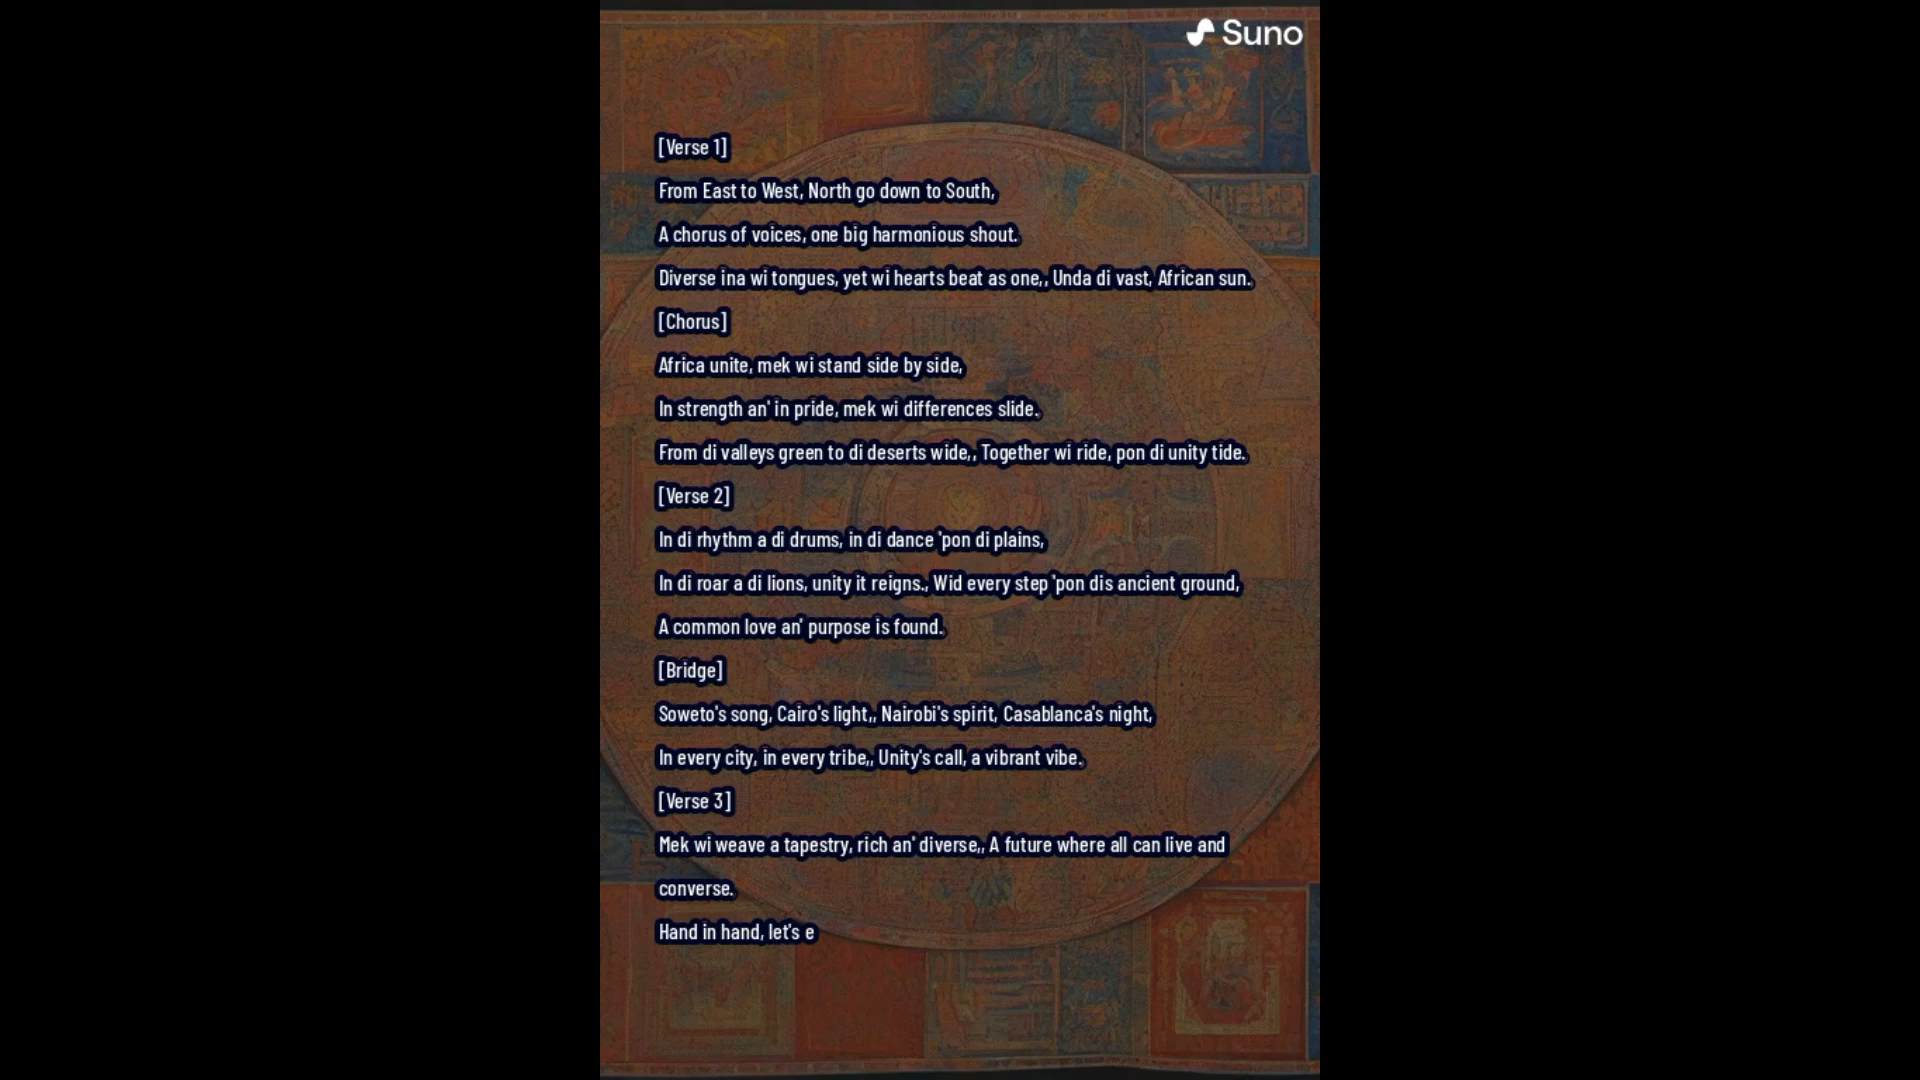 Suno
[Verse 1]
From East to West, North go down to South,
A chorus of voices, one big harmonious shout.
Diverse ina wi tongues, yet wi hearts beat as one,, Unda di vast, African sun.
[Chorus]
Africa unite, mek wi stand side by side,
In strength an' in pride, mek wi differences slide.
From di valleys green to di deserts wide,, Together wi ride, pon di unity tide.
[Verse 2]
In di rhythm a di drums, in di dance 'pon di plains,
In di roar a di lions, unity it reigns., Wid every step 'pon dis ancient ground,
A common love an' purpose is found.
[Bridge]
Soweto's song, Cairo's light,, Nairobi's spirit, Casablanca's night,
In every city, in every tribe,, Unity's call, a vibrant vibe.
[Verse 3]
Mek wi weave a tapestry, rich an' diverse,, A future where all can live and
converse.
Hand in hand, let's e